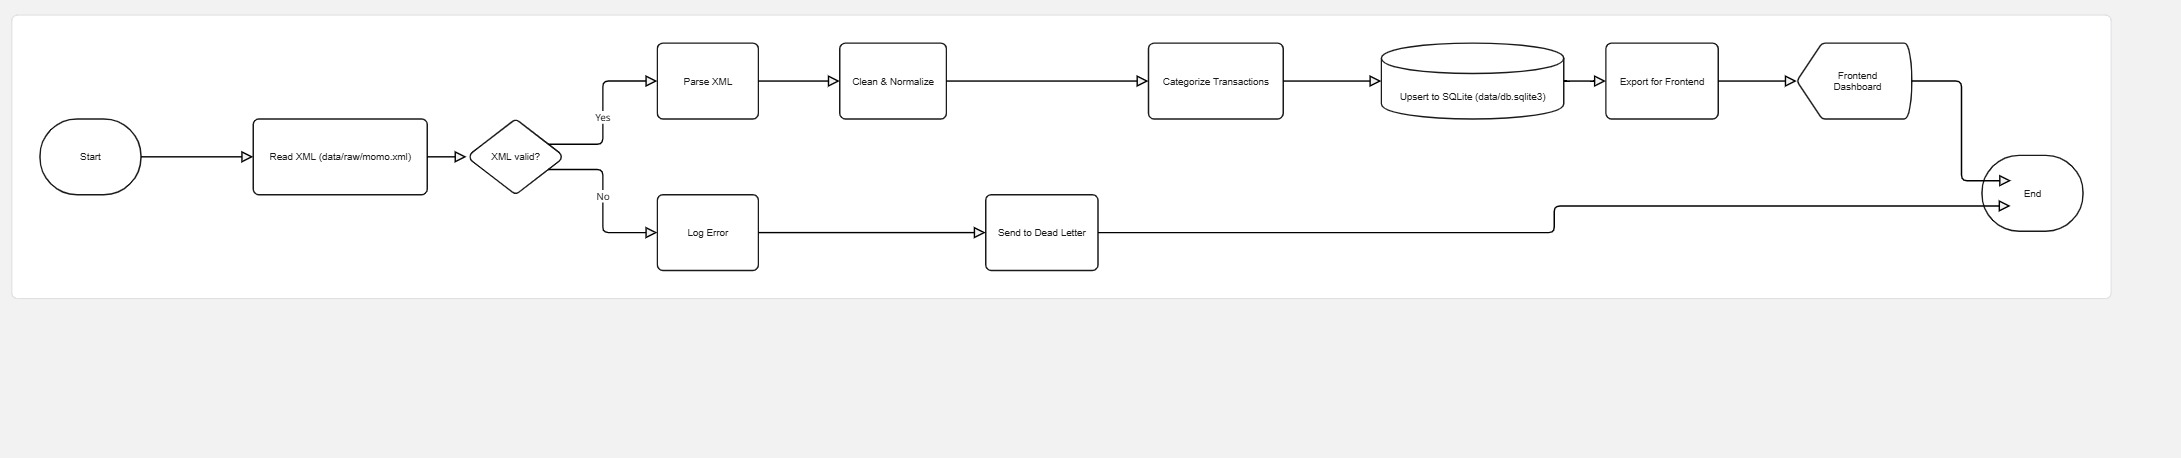 Start
Read XML (data/raw/momo.xml)
XML valid?
Yes
Parse XML
Clean & Normalize
Categorize Transactions
Upsert to SQLite (data/db.sqlite3)
Export for Frontend
Frontend
Dashboard
No
Log Error
Send to Dead Letter
End